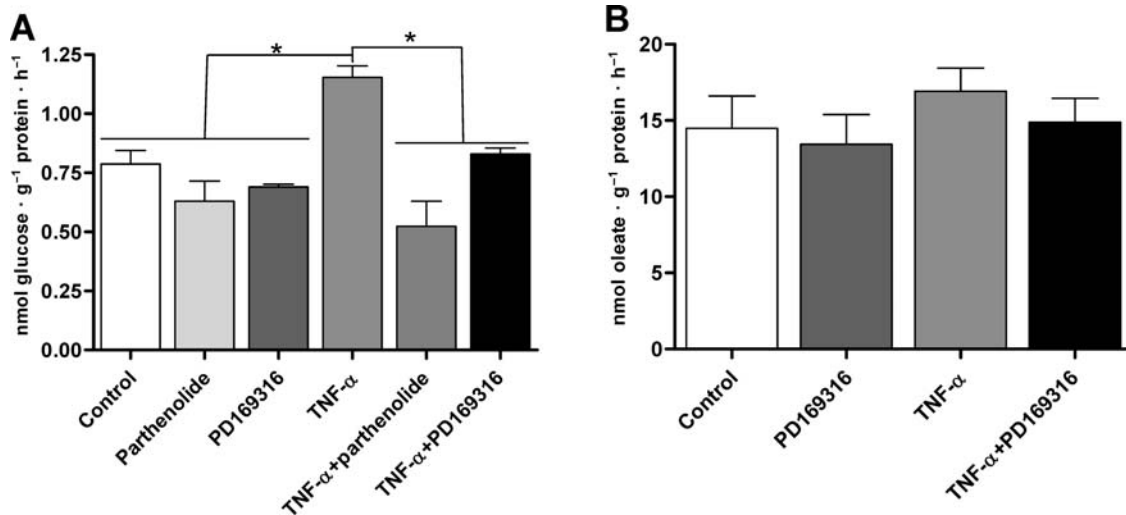 A
nmol glucose · g⁻¹ protein · h⁻¹
1.25
1.00
0.75
0.50
0.25
0.00
*
*
Control
Parthenolide
PD169316
TNF-α
TNF-α+parthenolide
TNF-α+PD169316
B
nmol oleate · g⁻¹ protein · h⁻¹
20
15
10
5
0
Control
PD169316
TNF-α
TNF-α+PD169316